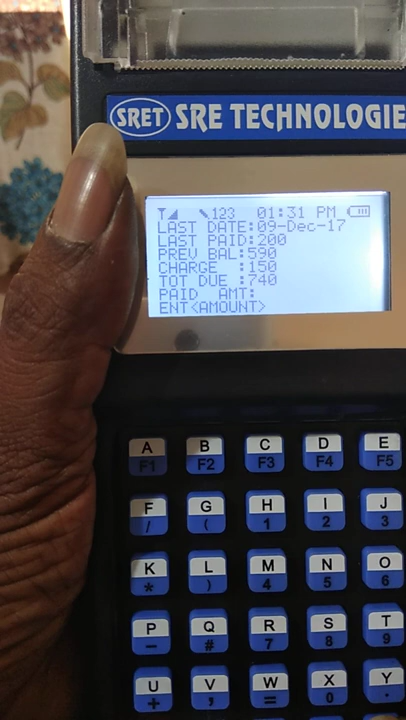 SRET SRE TECHNOLOGIE
123 01:31 PM
LAST DATE:09-Dec-17
LAST PAID:200
PREV BAL:590
CHARGE :150
TOT DUE :740
PAID AMT:
ENT<AMOUNT>
A B C D E
F1 F2 F3 F4 F5
F G H I J
/ ( 1 2 3
K L M N O
* ) 4 5 6
P Q R S T
- # 7 8 9
U V W X Y
+ , = 0 .